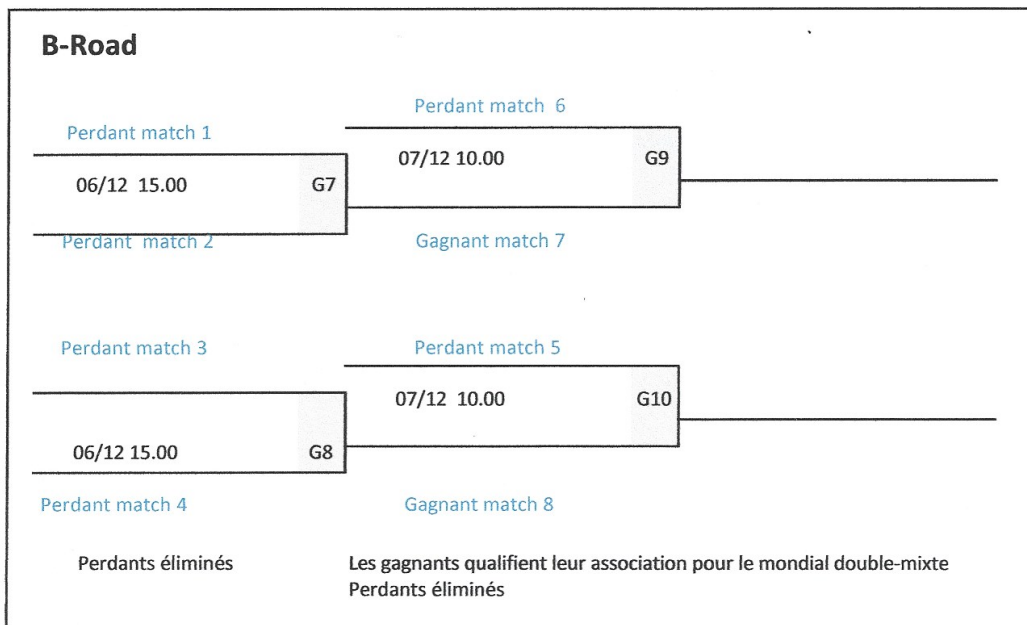 B-Road
Perdant match 6
Perdant match 1
07/12 10.00 G9
06/12 15.00 G7
Perdant match 2
Gagnant match 7
Perdant match 3
Perdant match 5
07/12 10.00 G10
06/12 15.00 G8
Perdant match 4
Gagnant match 8
Perdants éliminés
Les gagnants qualifient leur association pour le mondial double-mixte
Perdants éliminés